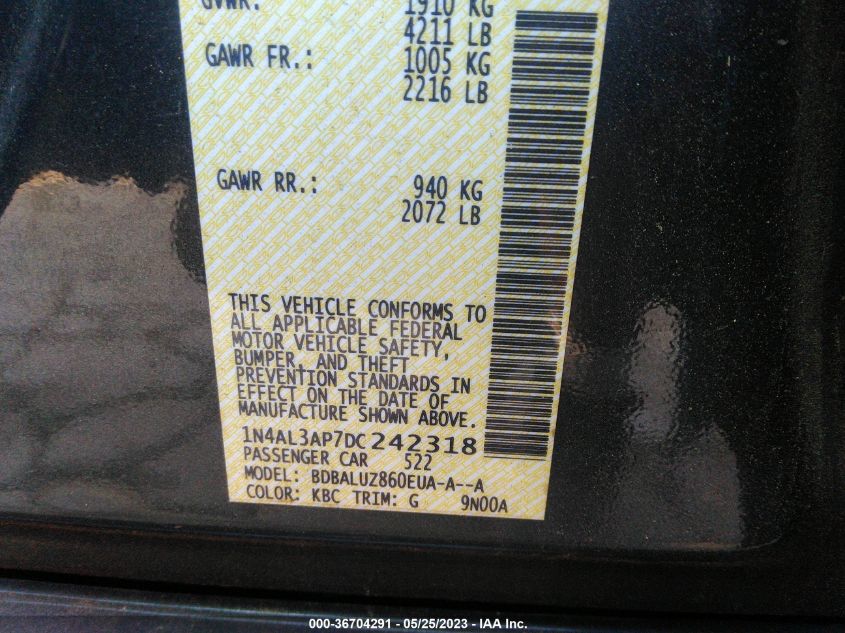 GVWR: 1910 KG
4211 LB
GAWR FR.: 1005 KG
2216 LB
GAWR RR.: 940 KG
2072 LB
THIS VEHICLE CONFORMS TO
ALL APPLICABLE FEDERAL
MOTOR VEHICLE SAFETY,
BUMPER, AND THEFT
PREVENTION STANDARDS IN
EFFECT ON THE DATE OF
MANUFACTURE SHOWN ABOVE.
1N4AL3AP7DC242318
PASSENGER CAR 522
MODEL: BDBALUZ860EUA-A--A
COLOR: KBC TRIM: G 9N00A
000-36704291 - 05/25/2023 - IAA Inc.